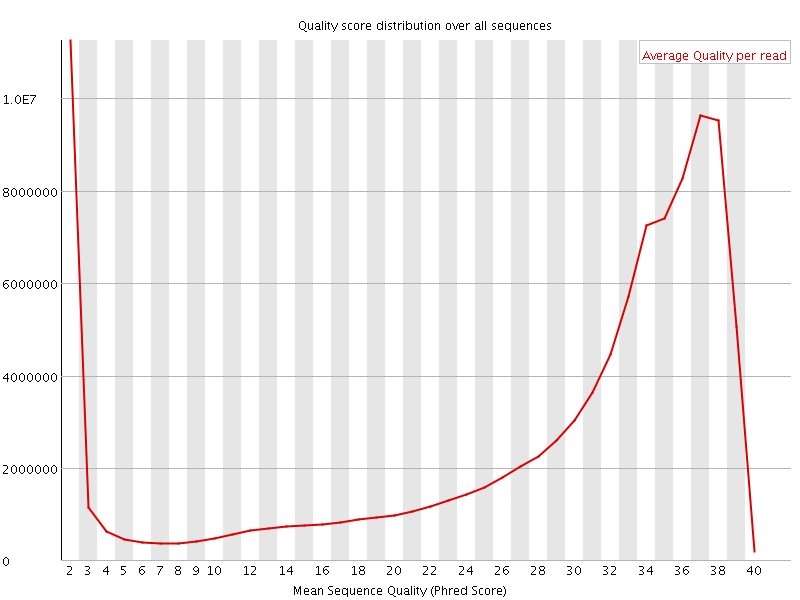 Quality score distribution over all sequences
Average Quality per read
1.0E7
8000000
6000000
4000000
2000000
0
2 3 4 5 6 7 8 9 10 12 14 16 18 20 22 24 26 28 30 32 34 36 38 40
Mean Sequence Quality (Phred Score)